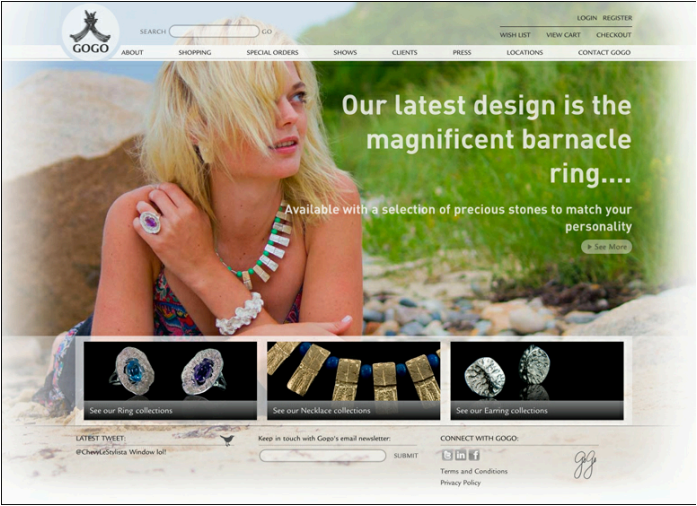 LOGIN REGISTER
SEARCH GO
WISH LIST VIEW CART CHECKOUT
GOGO
ABOUT SHOPPING SPECIAL ORDERS SHOWS CLIENTS PRESS LOCATIONS CONTACT GOGO
Our latest design is the
magnificent barnacle
ring....
Available with a selection of precious stones to match your
personality
See More
See our Ring collections
See our Necklace collections
See our Earring collections
LATEST TWEET:
@ChevyLeStylista Window lol!
Keep in touch with Gogo's email newsletter:
SUBMIT
CONNECT WITH GOGO:
in f
Terms and Conditions
Privacy Policy
GoGo